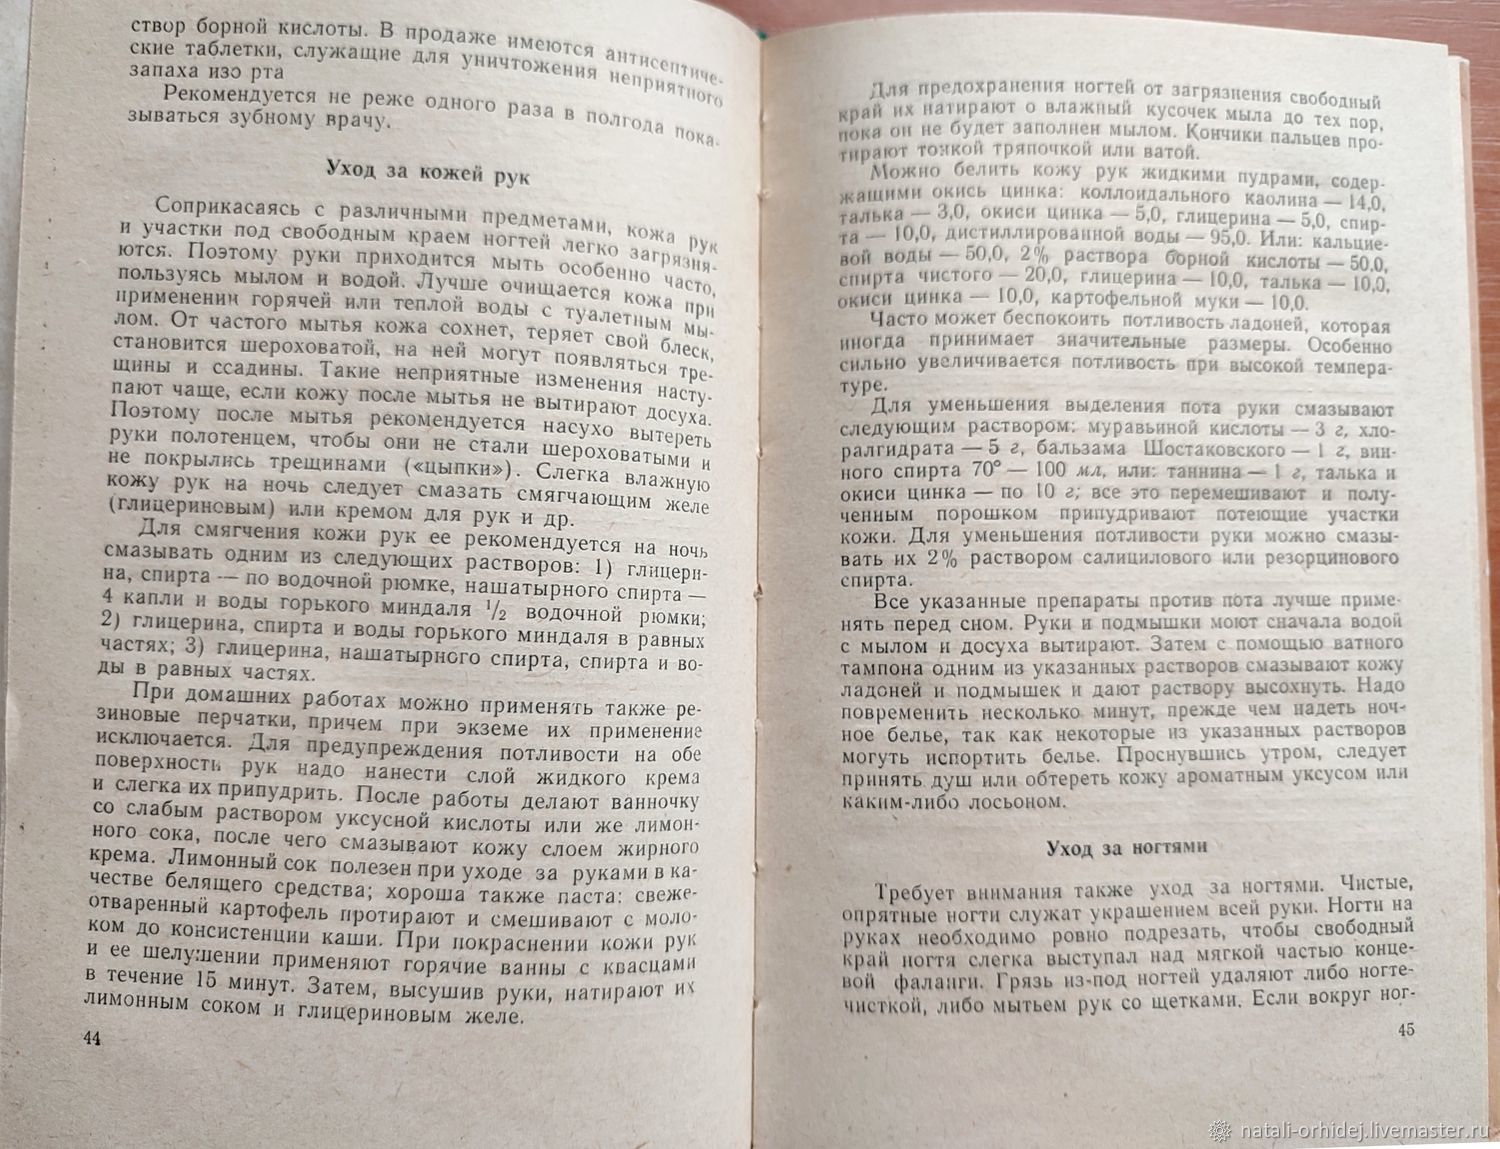 створ борной кислоты. В продаже имеются антисептиче-
ские таблетки, служащие для уничтожения неприятного
запаха изо рта
Рекомендуется не реже одного раза в полгода пока-
зываться зубному врачу.
Уход за кожей рук
Соприкасаясь с различными предметами, кожа рук
и участки под свободным краем ногтей легко загрязня-
ются. Поэтому руки приходится мыть особенно часто,
пользуясь мылом и водой. Лучше очищается кожа при
применении горячей или теплой воды с туалетным мы-
лом. От частого мытья кожа сохнет, теряет свой блеск,
становится шероховатой, на ней могут появляться тре-
щины и ссадины. Такие неприятные изменения насту-
пают чаще, если кожу после мытья не вытирают досуха.
Поэтому после мытья рекомендуется насухо вытереть
руки полотенцем, чтобы они не стали шероховатыми и
не покрылись трещинами («цыпки»). Слегка влажную
кожу рук на ночь следует смазать смягчающим желе
(глицериновым) или кремом для рук и др.
Для смягчения кожи рук ее рекомендуется на ночь
смазывать одним из следующих растворов: 1) глицери-
на, спирта — по водочной рюмке, нашатырного спирта —
4 капли и воды горького миндаля 1/2 водочной рюмки;
2) глицерина, спирта и воды горького миндаля в равных
частях; 3) глицерина, нашатырного спирта, спирта и во-
ды в равных частях.
При домашних работах можно применять также ре-
зиновые перчатки, причем при экземе их применение
исключается. Для предупреждения потливости на обе
поверхности рук надо нанести слой жидкого крема
и слегка их припудрить. После работы делают ванночку
со слабым раствором уксусной кислоты или же лимон-
ного сока, после чего смазывают кожу слоем жирного
крема. Лимонный сок полезен при уходе за руками в ка-
честве белящего средства; хороша также паста: свеже-
отваренный картофель протирают и смешивают с моло-
ком до консистенции каши. При покраснении кожи рук
и ее шелушении применяют горячие ванны с квасцами
в течение 15 минут. Затем, высушив руки, натирают их
лимонным соком и глицериновым желе.
44
Для предохранения ногтей от загрязнения свободный
край их натирают о влажный кусочек мыла до тех пор,
пока он не будет заполнен мылом. Кончики пальцев про-
тирают тонкой тряпочкой или ватой.
Можно белить кожу рук жидкими пудрами, содер-
жащими окись цинка: коллоидального каолина — 14,0,
талька — 3,0, окиси цинка — 5,0, глицерина — 5,0, спир-
та — 10,0, дистиллированной воды — 95,0. Или: кальцие-
вой воды — 50,0, 2% раствора борной кислоты — 50,0,
спирта чистого — 20,0, глицерина — 10,0, талька — 10,0,
окиси цинка — 10,0, картофельной муки — 10,0.
Часто может беспокоить потливость ладоней, которая
иногда принимает значительные размеры. Особенно
сильно увеличивается потливость при высокой темпера-
туре.
Для уменьшения выделения пота руки смазывают
следующим раствором: муравьиной кислоты — 3 г, хло-
ралгидрата — 5 г, бальзама Шостаковского — 1 г, вин-
ного спирта 70° — 100 мл, или: таннина — 1 г, талька и
окиси цинка — по 10 г; все это перемешивают и полу-
ченным порошком припудривают потеющие участки
кожи. Для уменьшения потливости руки можно смазы-
вать их 2% раствором салицилового или резорцинового
спирта.
Все указанные препараты против пота лучше приме-
нять перед сном. Руки и подмышки моют сначала водой
с мылом и досуха вытирают. Затем с помощью ватного
тампона одним из указанных растворов смазывают кожу
ладоней и подмышек и дают раствору высохнуть. Надо
повременить несколько минут, прежде чем надеть ноч-
ное белье, так как некоторые из указанных растворов
могуть испортить белье. Проснувшись утром, следует
принять душ или обтереть кожу ароматным уксусом или
каким-либо лосьоном.
Уход за ногтями
Требует внимания также уход за ногтями. Чистые,
опрятные ногти служат украшением всей руки. Ногти на
руках необходимо ровно подрезать, чтобы свободный
край ногтя слегка выступал над мягкой частью конце-
вой фаланги. Грязь из-под ногтей удаляют либо ногте-
чисткой, либо мытьем рук со щетками. Если вокруг ног-
45
natali-orhidej.livemaster.ru